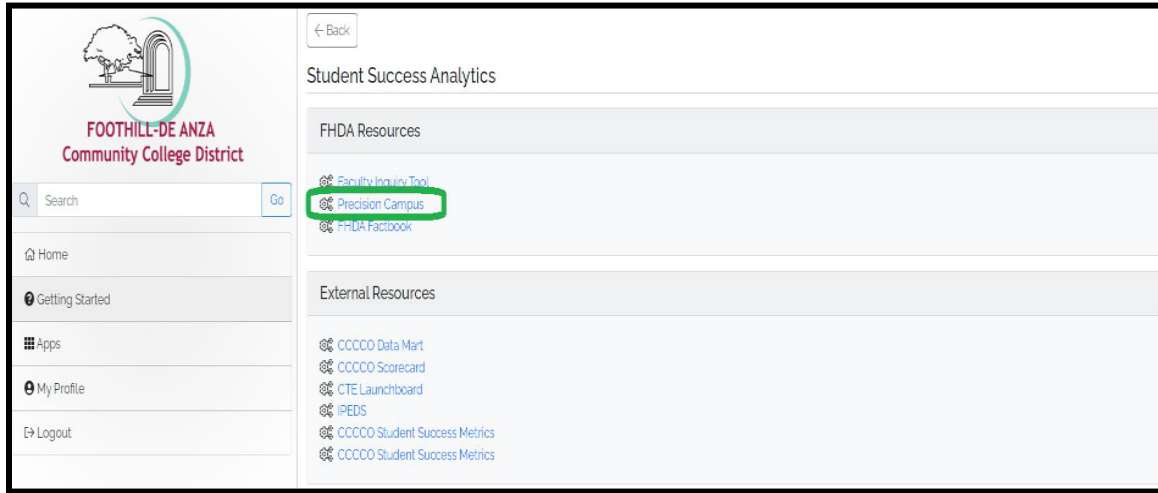 FOOTHILL-DE ANZA
Community College District
Search
Go
Home
Getting Started
Apps
My Profile
Logout
← Back
Student Success Analytics
FHDA Resources
Faculty Inquiry Tool
Precision Campus
FHDA Factbook
External Resources
CCCCO Data Mart
CCCCO Scorecard
CTE Launchboard
IPEDS
CCCCO Student Success Metrics
CCCCO Student Success Metrics